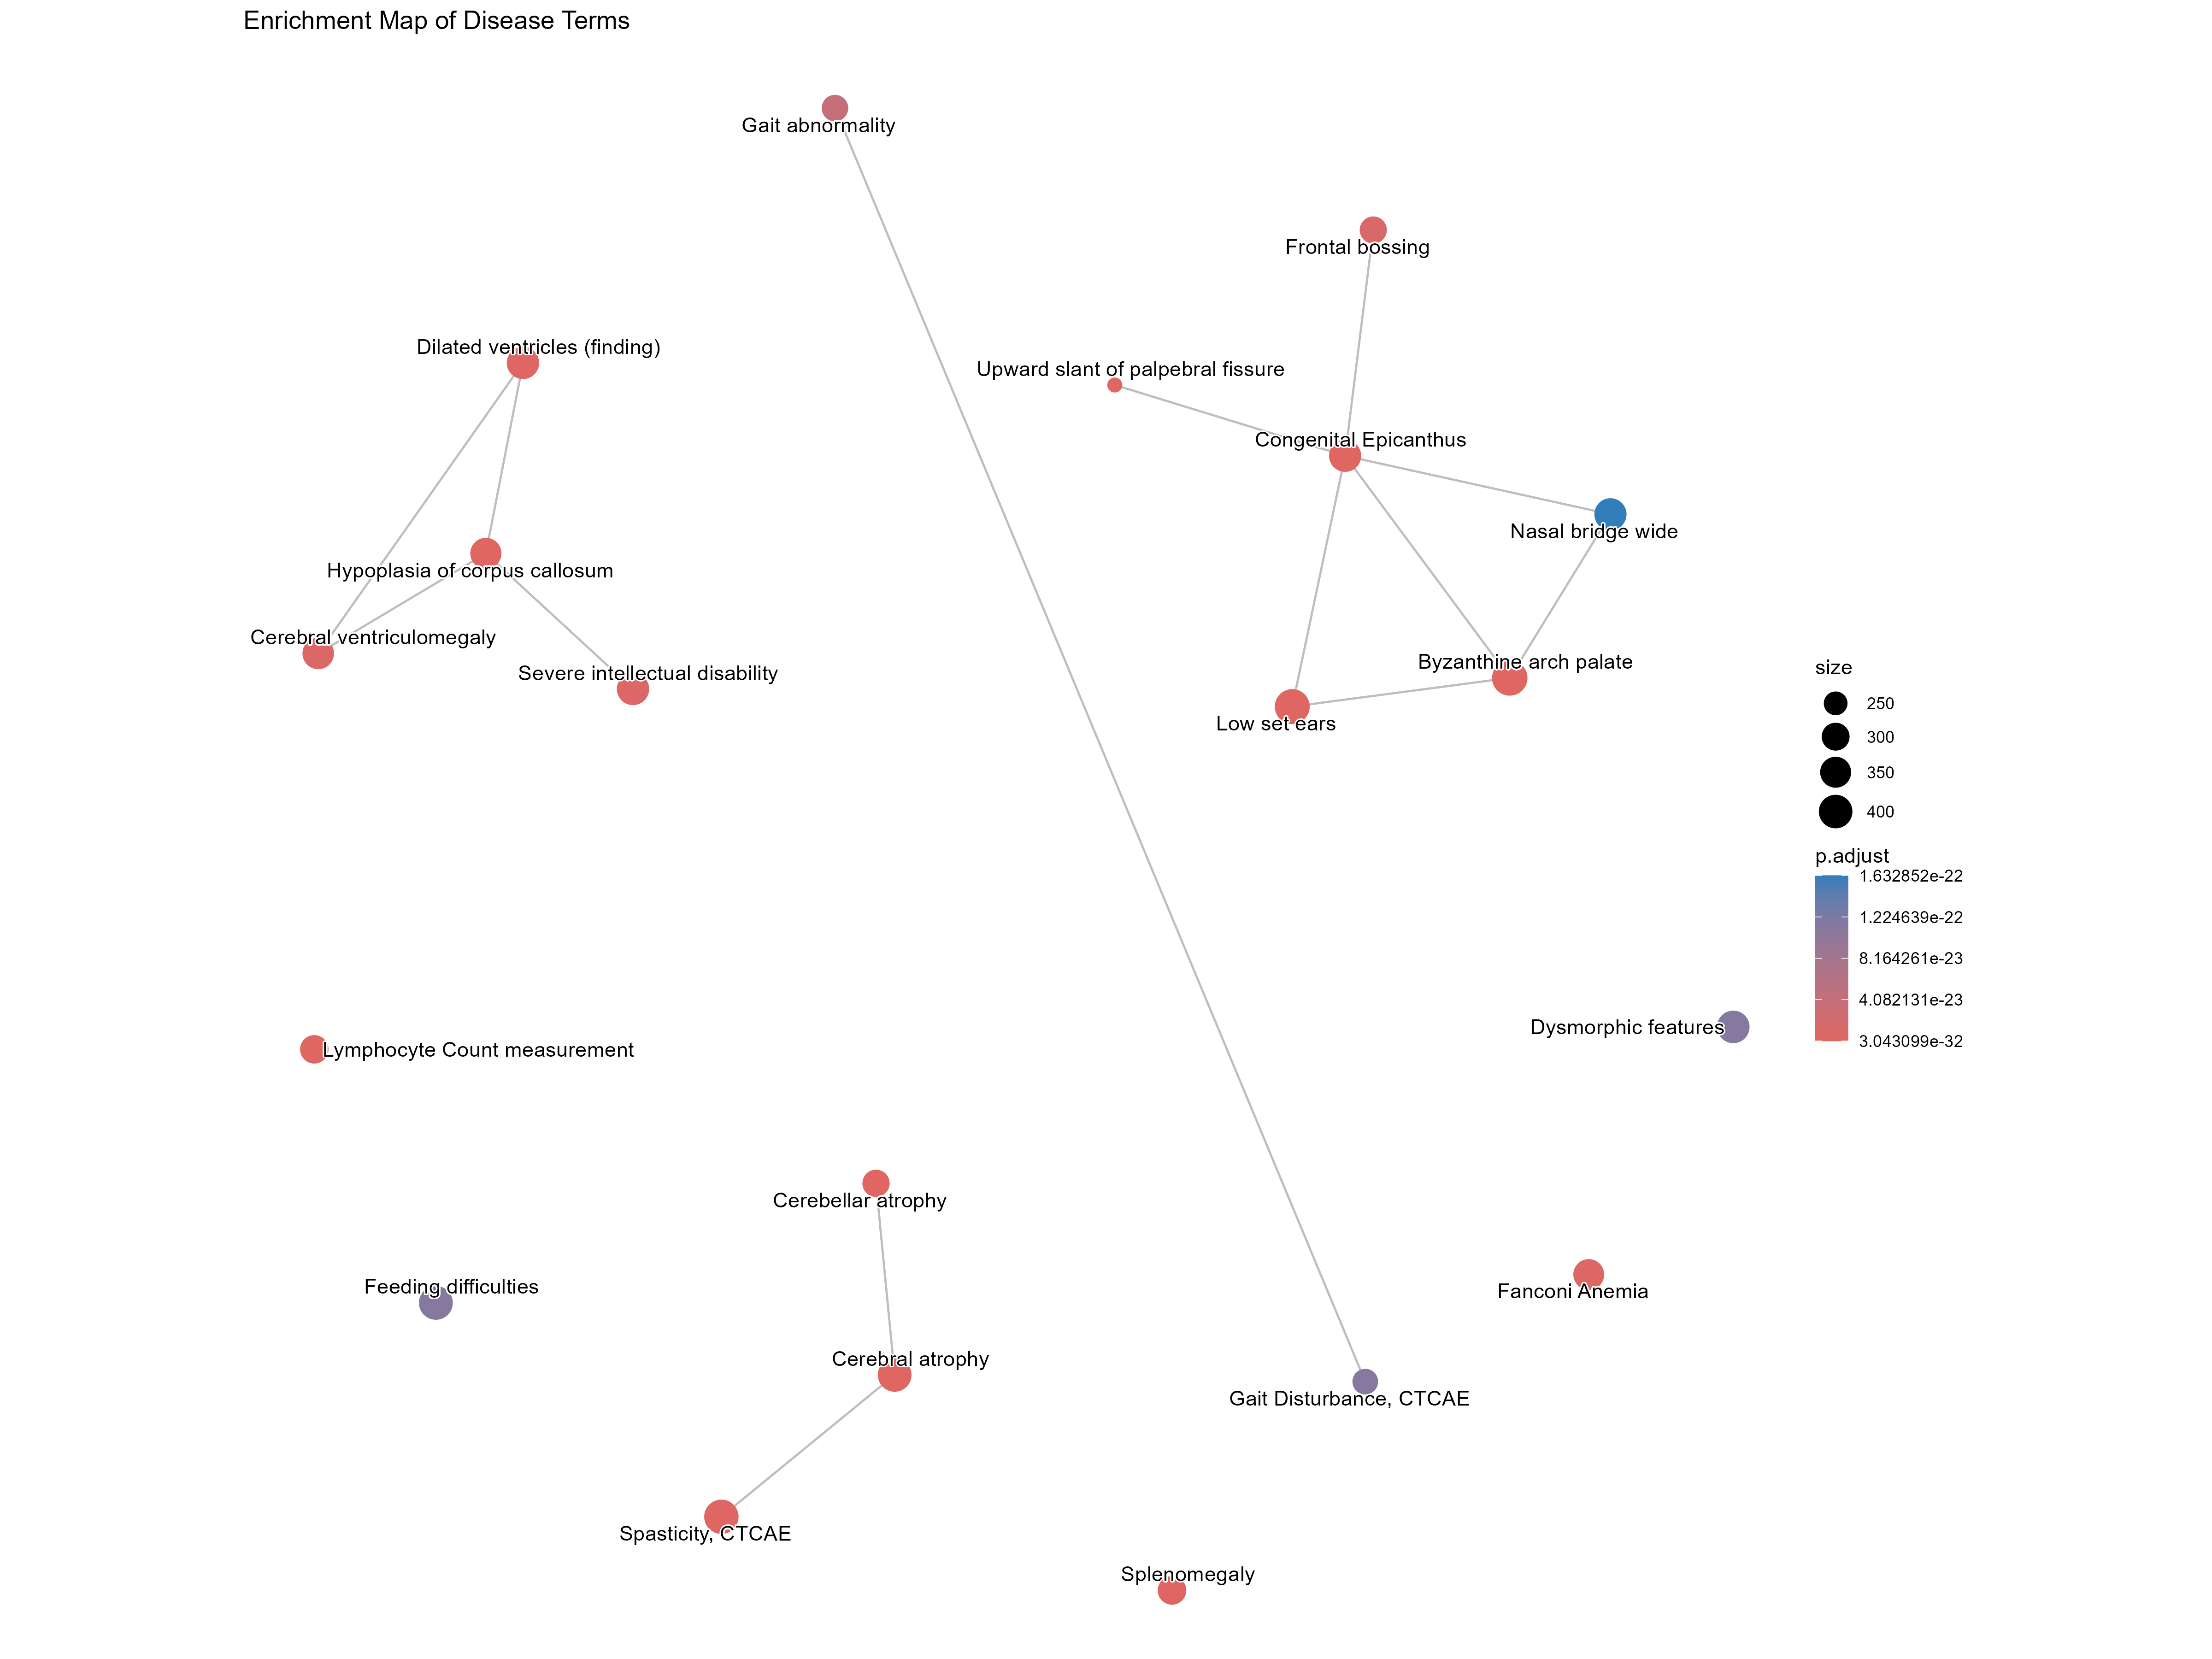 Enrichment Map of Disease Terms
Gait abnormality
Frontal bossing
Dilated ventricles (finding)
Upward slant of palpebral fissure
Congenital Epicanthus
Nasal bridge wide
Hypoplasia of corpus callosum
Cerebral ventriculomegaly
Severe intellectual disability
Byzanthine arch palate
Low set ears
size
250
300
350
400
p.adjust
1.632852e-22
1.224639e-22
8.164261e-23
4.082131e-23
3.043099e-32
Dysmorphic features
Lymphocyte Count measurement
Cerebellar atrophy
Feeding difficulties
Fanconi Anemia
Cerebral atrophy
Gait Disturbance, CTCAE
Spasticity, CTCAE
Splenomegaly